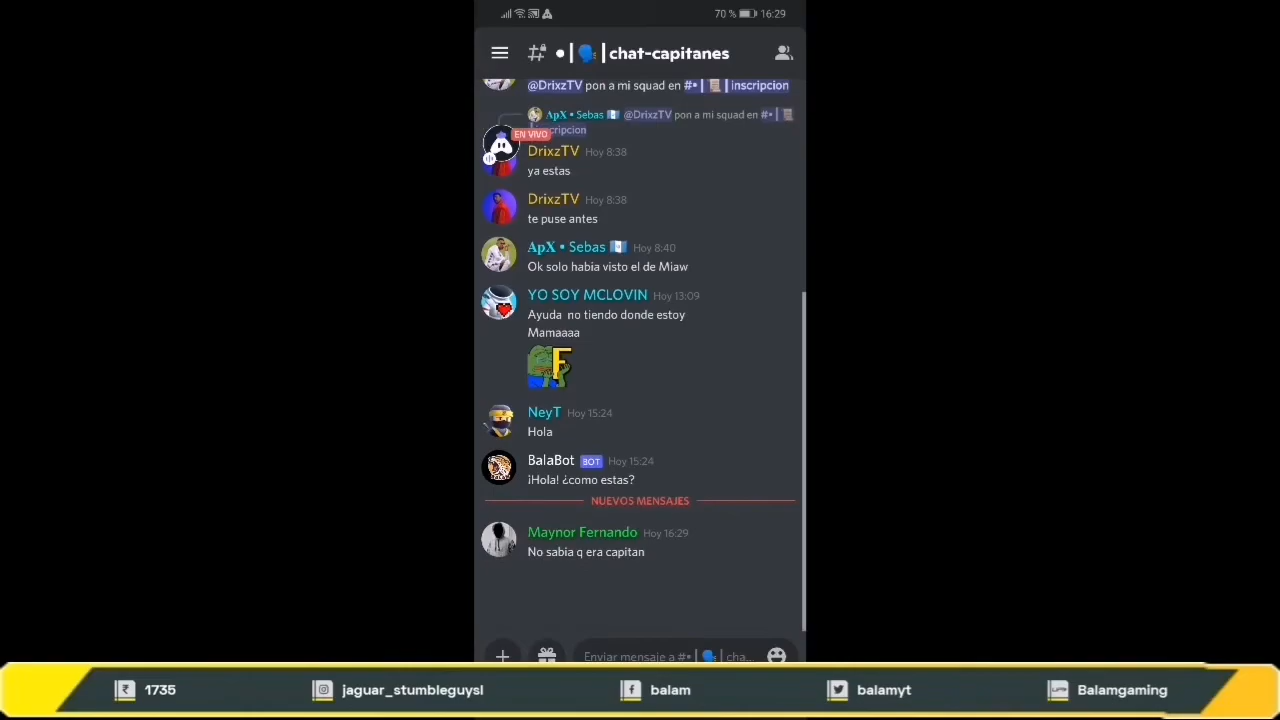 70 % 16:29
# • | | chat-capitanes
@DrixzTV pon a mi squad en #• | | inscripcion
ApX ▪ Sebas @DrixzTV pon a mi squad en #• |
| inscripcion
EN VIVO
DrixzTV Hoy 8:38
ya estas
DrixzTV Hoy 8:38
te puse antes
ApX ▪ Sebas Hoy 8:40
Ok solo habia visto el de Miaw
YO SOY MCLOVIN Hoy 13:09
Ayuda no tiendo donde estoy
Mamaaaa
F
NeyT Hoy 15:24
Hola
BalaBot BOT Hoy 15:24
¡Hola! ¿como estas?
NUEVOS MENSAJES
Maynor Fernando Hoy 16:29
No sabia q era capitan
Enviar mensaje a #• | | cha...
1735 jaguar_stumbleguysl balam balamyt Balamgaming